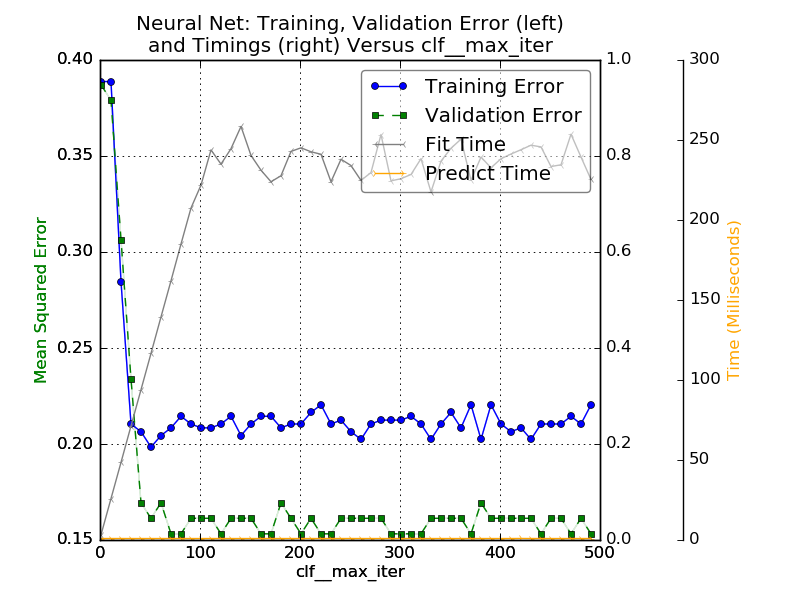 Neural Net: Training, Validation Error (left)
and Timings (right) Versus clf__max_iter
Training Error
Validation Error
Fit Time
Predict Time
Mean Squared Error
0.40
0.35
0.30
0.25
0.20
0.15
0
100
200
300
400
500
clf__max_iter
1.0
0.8
0.6
0.4
0.2
0.0
300
250
200
150
100
50
0
Time (Milliseconds)